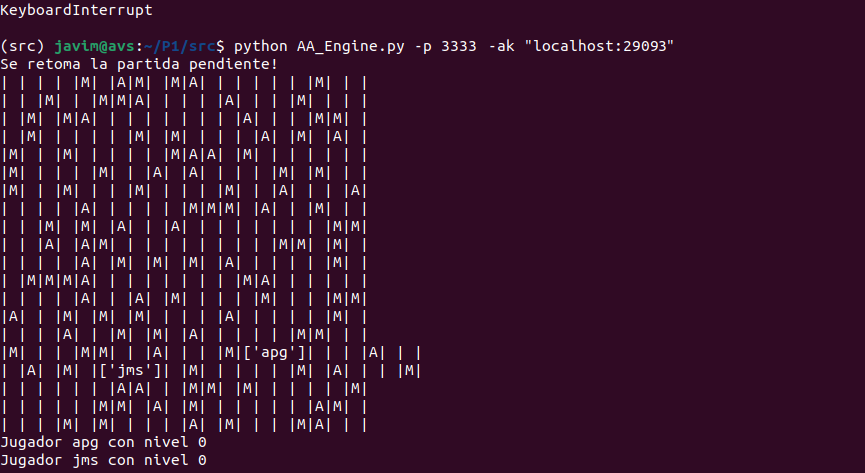 KeyboardInterrupt
(src) javim@avs:~/P1/src$ python AA_Engine.py -p 3333 -ak "localhost:29093"
Se retoma la partida pendiente!
| | | | |M| |A|M| |M|A| | | | | | |M| | |
| | |M| | |M|M|A| | | | |A| | | |M| | | |
| |M| |M|A| | | | | | | | |A| | | |M|M| |
| |M| | | | | |M| |M| | | | |A| |M| |A| |
|M| | |M| | | | | |M|A|A| |M| | | | | | |
|M| | | | |M| | |A| |A| | | | |M| |M| | |
|M| | |M| | | |M| | | | |M| | |A| | | |A|
| | | | |A| | | | | |M|M|M| |A| | |M| | |
| | |M| |M| |A| | |A| | | | | | | | |M|M|
| | |A| |A|M| | | | | | | | | |M|M| |M| |
| | | | |A| |M| |M| |M| |A| | | | | |M| |
| |M|M|M|A| | | | | | | | |M|A| | | | | |
| | | | |A| | |A| |M| | | | |M| | | |M|M|
|A| | |M| |M| |M| | | | |A| | | | | |M| |
| | | |A| | |M| |M| |A| | | | | |M|M| | |
|M| | | |M|M| | |A| | | |M|['apg']| | | |A| | |
| |A| |M| |['jms']| |M| | | | | |M| |A| | | |M|
| | | | | | |A|A| | |M|M| |M| | | | | |M|
| | | | | |M|M| |A| |M| | | | | | |A|M| |
| | | |M| |M| | | | |A| |M| | | |M|A| | |
Jugador apg con nivel 0
Jugador jms con nivel 0